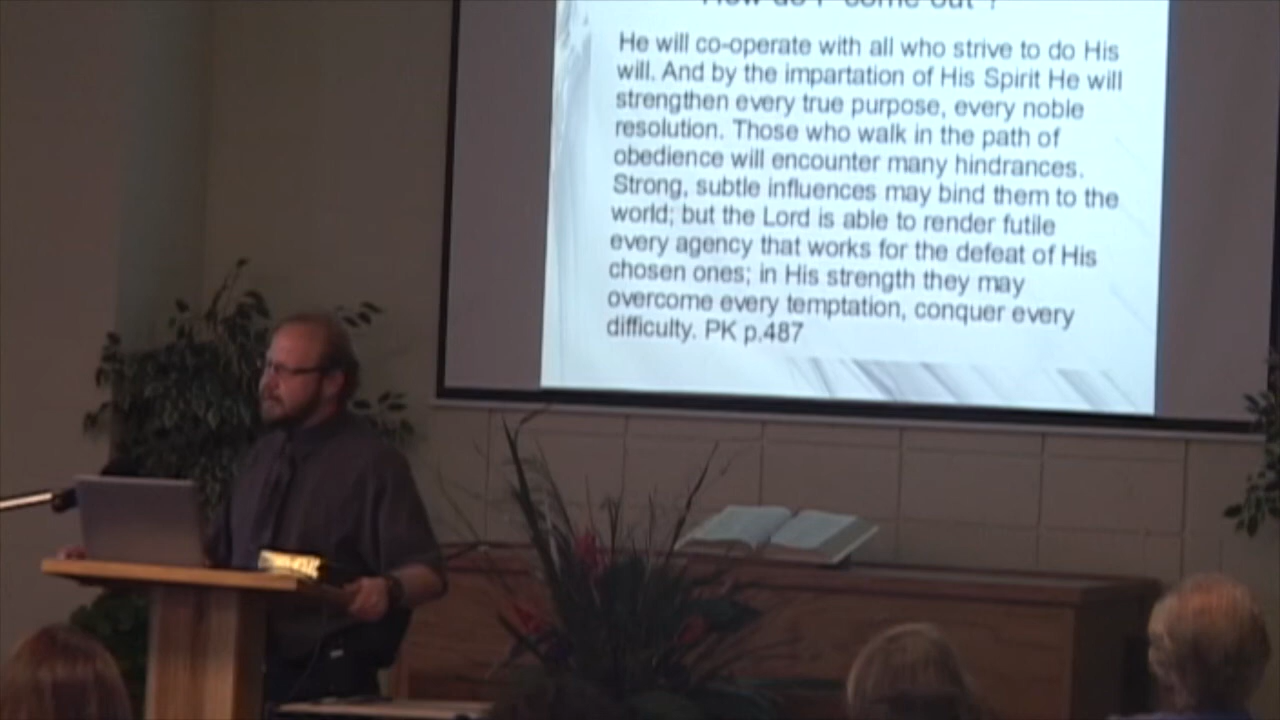 How do I "come out"?
He will co-operate with all who strive to do His
will. And by the impartation of His Spirit He will
strengthen every true purpose, every noble
resolution. Those who walk in the path of
obedience will encounter many hindrances.
Strong, subtle influences may bind them to the
world; but the Lord is able to render futile
every agency that works for the defeat of His
chosen ones; in His strength they may
overcome every temptation, conquer every
difficulty. PK p.487